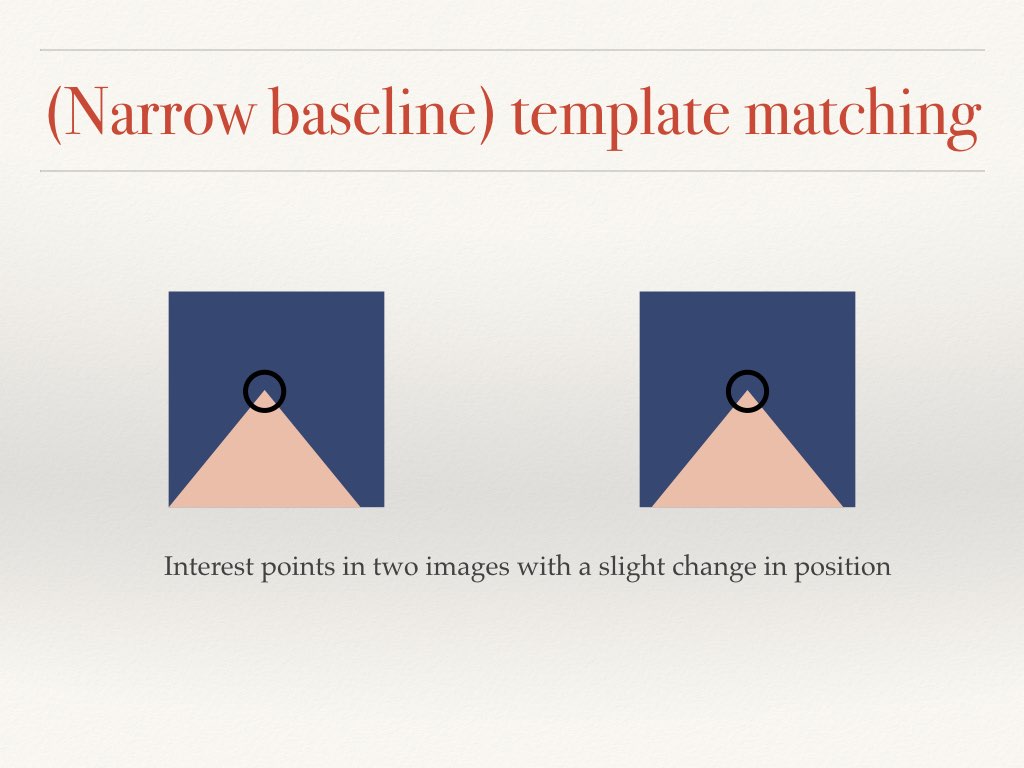 (Narrow baseline) template matching
Interest points in two images with a slight change in position